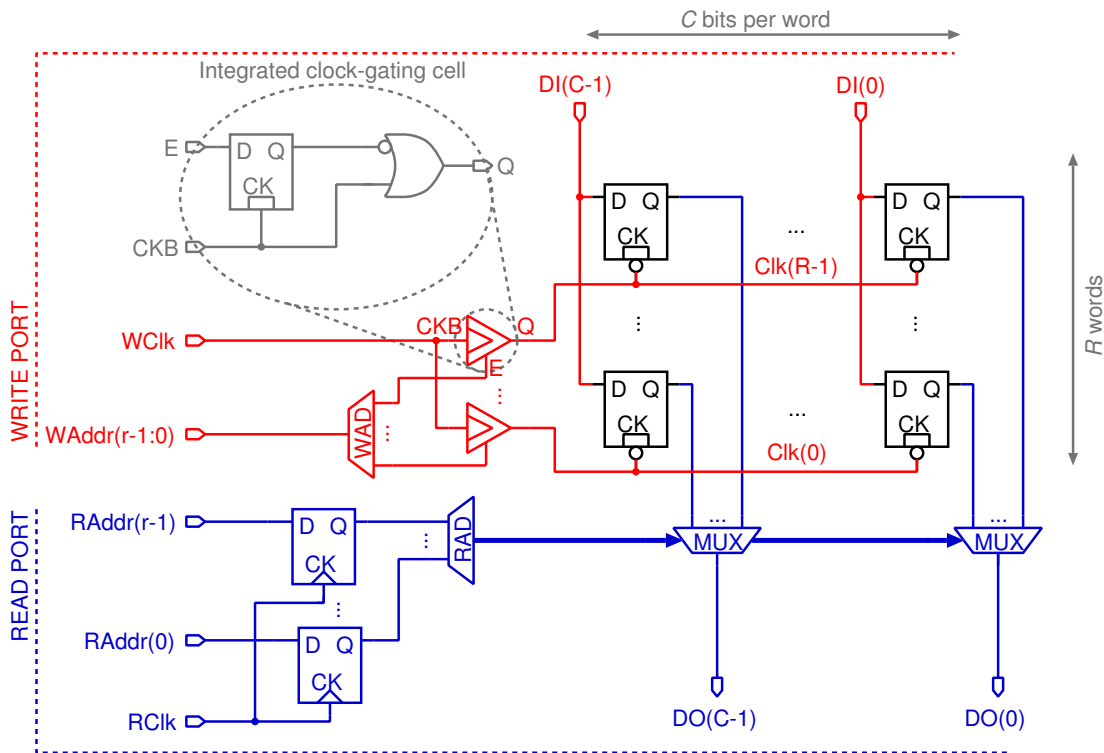 C bits per word
Integrated clock-gating cell
DI(C-1)
DI(0)
E
D Q
CK
Q
CKB
D Q
CK
...
D Q
CK
Clk(R-1)
R words
WRITE PORT
WClk
CKB
Q
E
...
...
...
WAddr(r-1:0)
WAD
...
D Q
CK
...
D Q
CK
Clk(0)
READ PORT
RAddr(r-1)
D Q
CK
...
RAD
...
MUX
...
MUX
...
RAddr(0)
D Q
CK
RClk
DO(C-1)
DO(0)